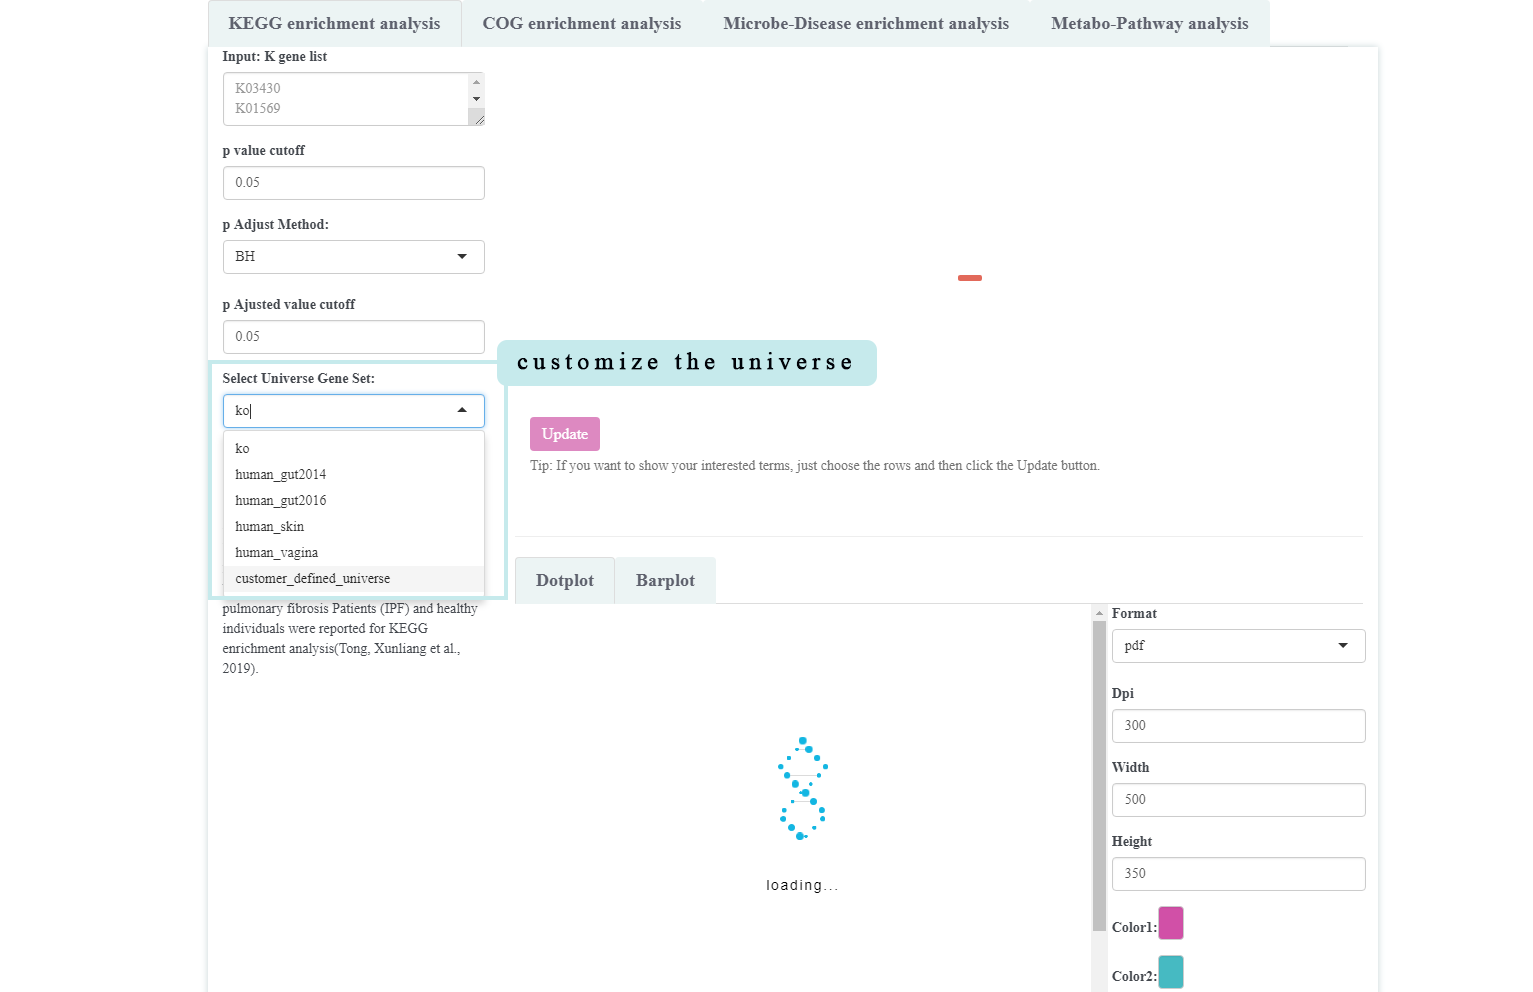 KEGG enrichment analysis
COG enrichment analysis
Microbe-Disease enrichment analysis
Metabo-Pathway analysis
Input: K gene list
K03430
K01569
p value cutoff
0.05
p Adjust Method:
BH
p Ajusted value cutoff
0.05
customize the universe
Select Universe Gene Set:
ko
ko
human_gut2014
human_gut2016
human_skin
human_vagina
customer_defined_universe
pulmonary fibrosis Patients (IPF) and healthy
individuals were reported for KEGG
enrichment analysis(Tong, Xunliang et al.,
2019).
Update
Tip: If you want to show your interested terms, just choose the rows and then click the Update button.
Dotplot
Barplot
loading...
Format
pdf
Dpi
300
Width
500
Height
350
Color1:
Color2: